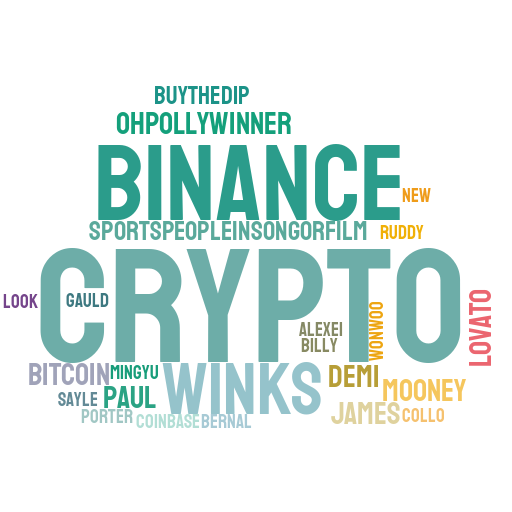 BUYTHEDIP
OHPOLLYWINNER
BINANCE
NEW
SPORTSPEOPLEINSONGORFILM
RUDDY
CRYPTO
LOOK
GAULD
ALEXEI
BILLY
WONWOO
LOVATO
BITCOIN
MINGYU
WINKS
DEMI
MOONEY
SAYLE
PAUL
PORTER
COINBASE
BERNAL
JAMES
COLLO